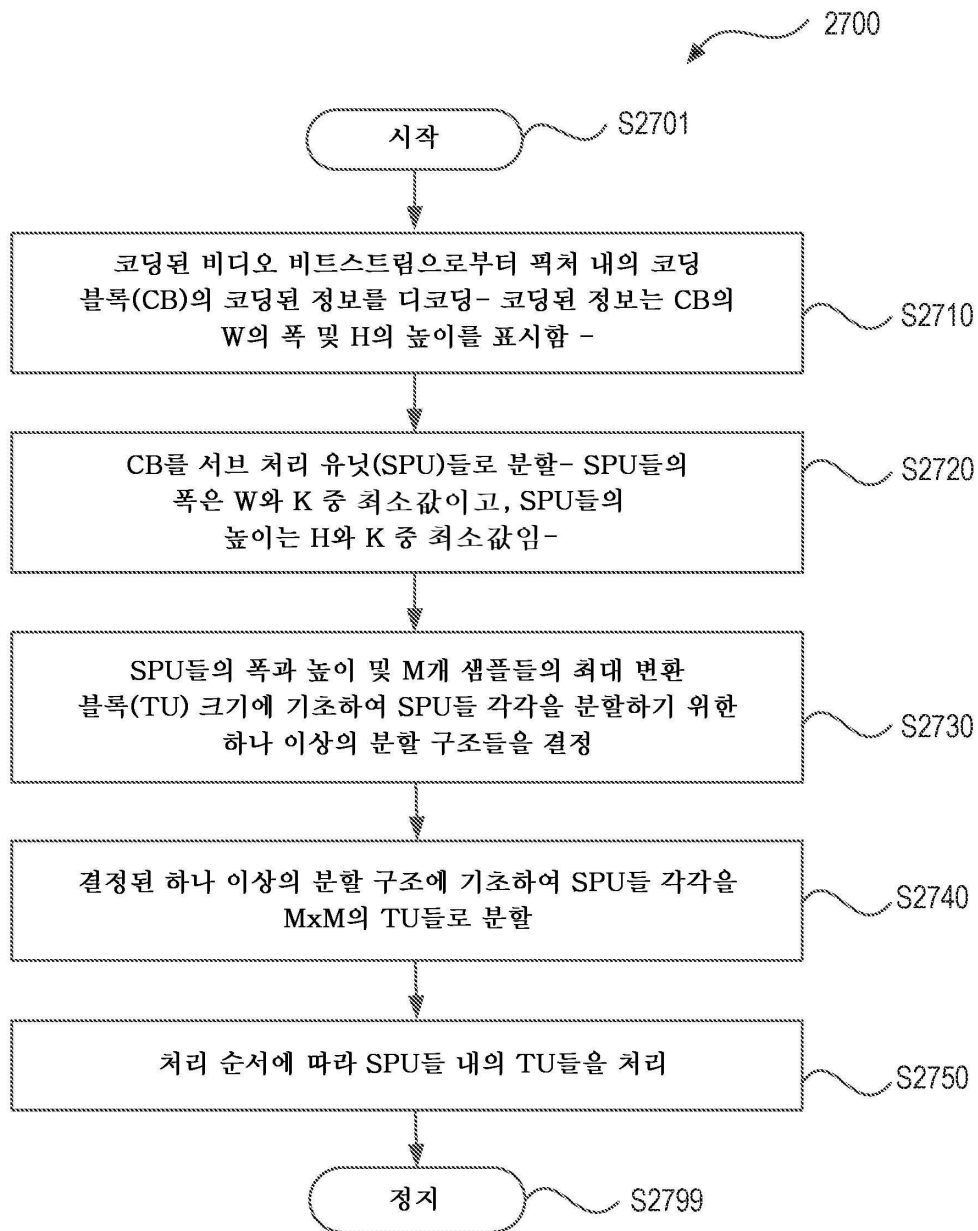 2700
시작
S2701
코딩된 비디오 비트스트림으로부터 픽처 내의 코딩
블록(CB)의 코딩된 정보를 디코딩- 코딩된 정보는 CB의
W의 폭 및 H의 높이를 표시함 -
S2710
CB를 서브 처리 유닛(SPU)들로 분할- SPU들의
폭은 W와 K 중 최소값이고, SPU들의
높이는 H와 K 중 최소값임-
S2720
SPU들의 폭과 높이 및 M개 샘플들의 최대 변환
블록(TU) 크기에 기초하여 SPU들 각각을 분할하기 위한
하나 이상의 분할 구조들을 결정
S2730
결정된 하나 이상의 분할 구조에 기초하여 SPU들 각각을
MxM의 TU들로 분할
S2740
처리 순서에 따라 SPU들 내의 TU들을 처리
S2750
정지
S2799